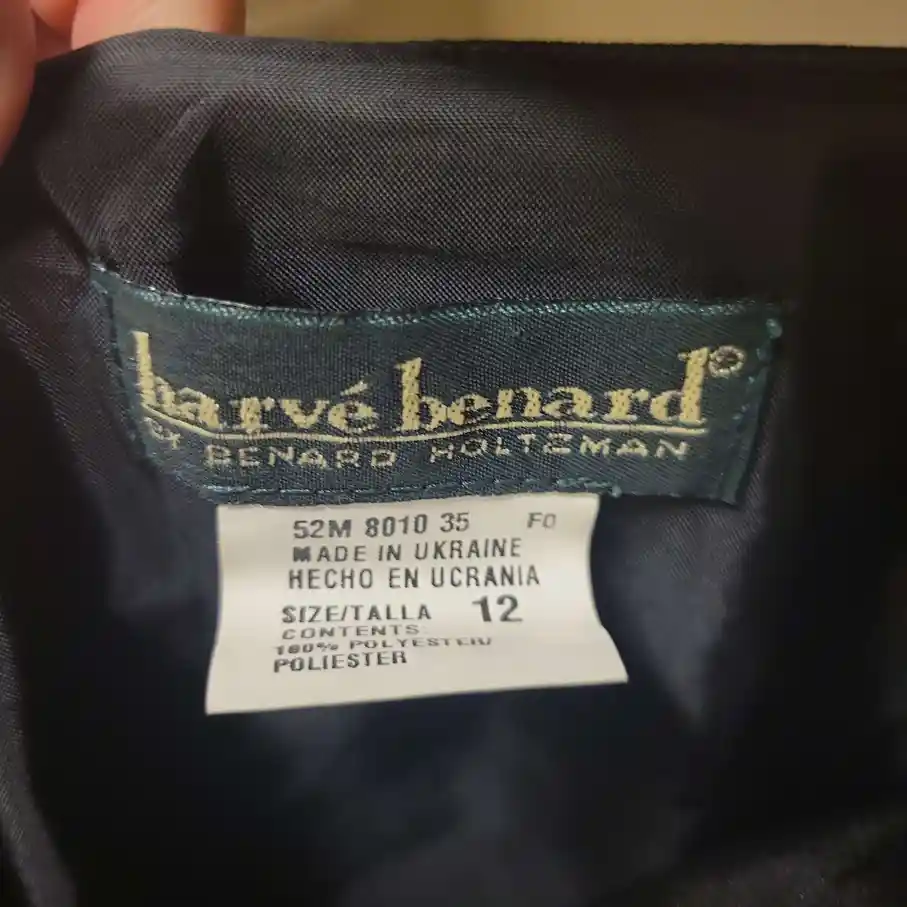 harvé benard®
BY BENARD HOLTZMAN
52M 8010 35 F0
MADE IN UKRAINE
HECHO EN UCRANIA
SIZE/TALLA 12
CONTENTS:
100% POLYESTER/
POLIESTER